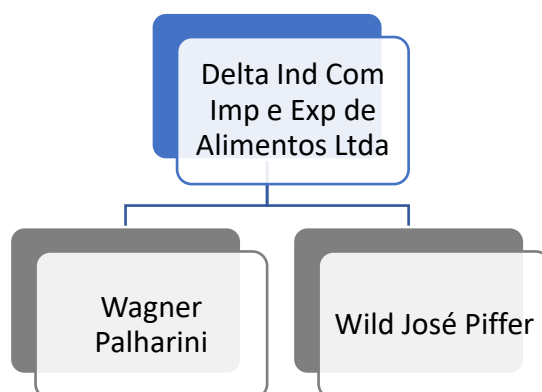 Delta Ind Com
Imp e Exp de
Alimentos Ltda
Wagner
Palharini
Wild José Piffer